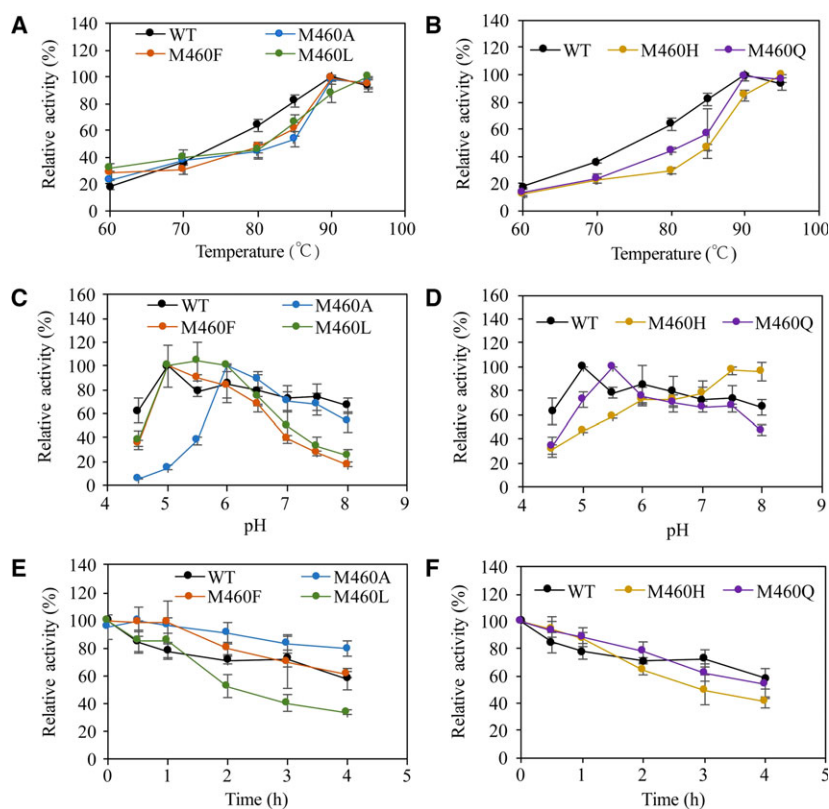 A
WT M460A
M460F M460L
Relative activity (%)
140
120
100
80
60
40
20
0
60 70 80 90 100
Temperature (℃)
B
WT M460H M460Q
Relative activity (%)
140
120
100
80
60
40
20
0
60 70 80 90 100
Temperature (℃)
C
WT M460A
M460F M460L
Relative activity (%)
160
140
120
100
80
60
40
20
0
4 5 6 7 8 9
pH
D
WT M460H M460Q
Relative activity (%)
160
140
120
100
80
60
40
20
0
4 5 6 7 8 9
pH
E
WT M460A
M460F M460L
Relative activity (%)
140
120
100
80
60
40
20
0
0 1 2 3 4 5
Time (h)
F
WT M460H M460Q
Relative activity (%)
140
120
100
80
60
40
20
0
0 1 2 3 4 5
Time (h)